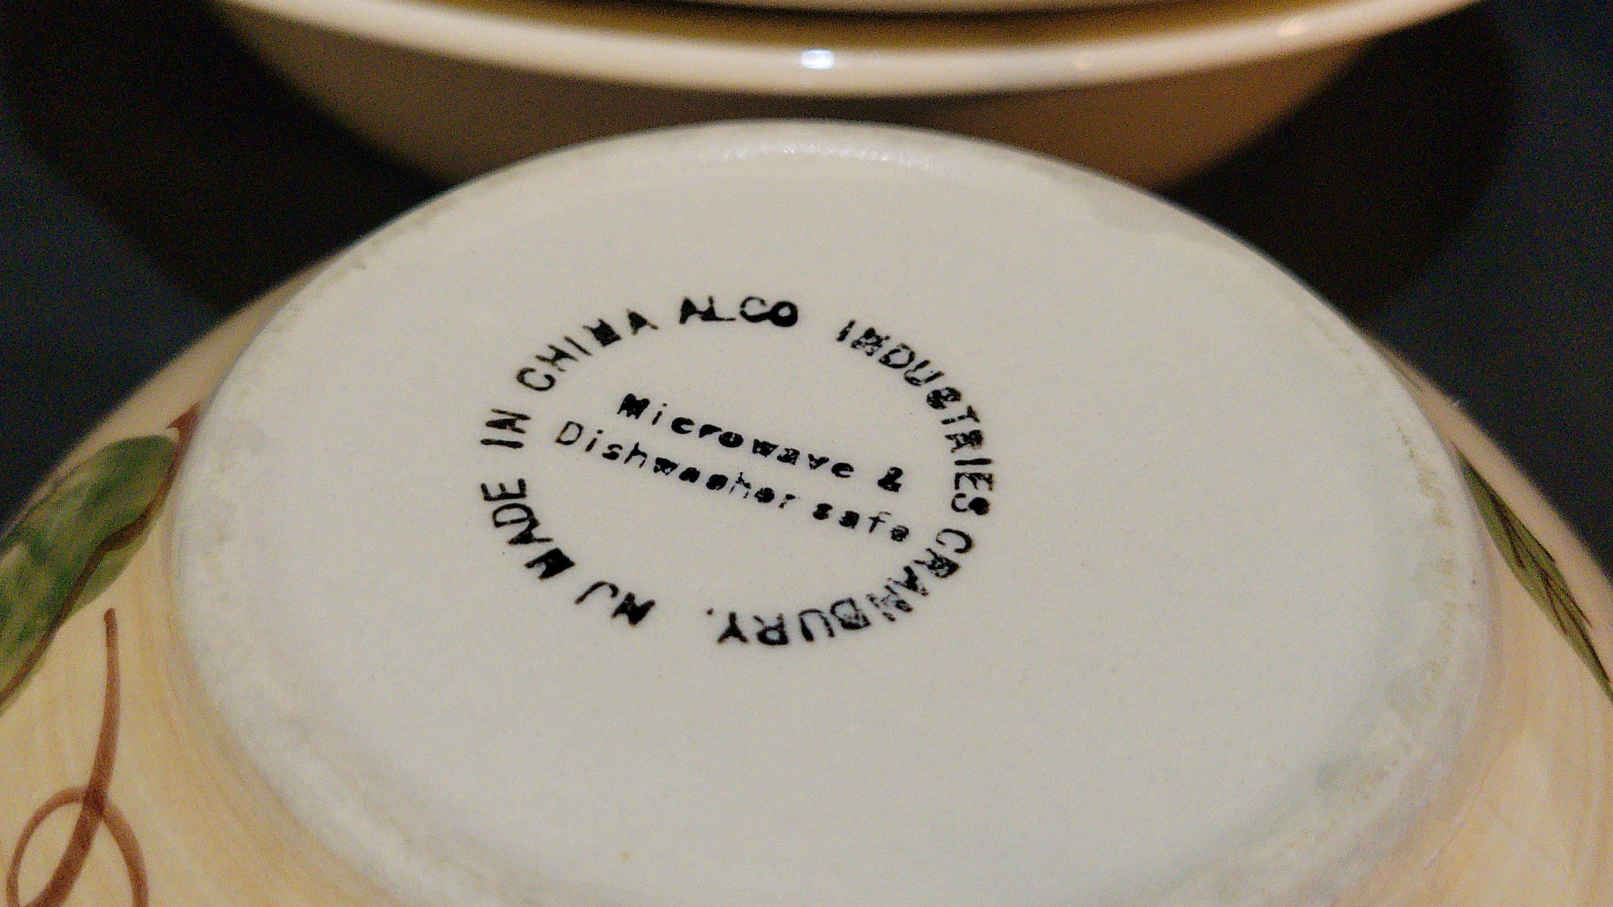 ALCO INDUSTRIES CRANBURY, NJ MADE IN CHINA
Microwave &
Dishwasher safe